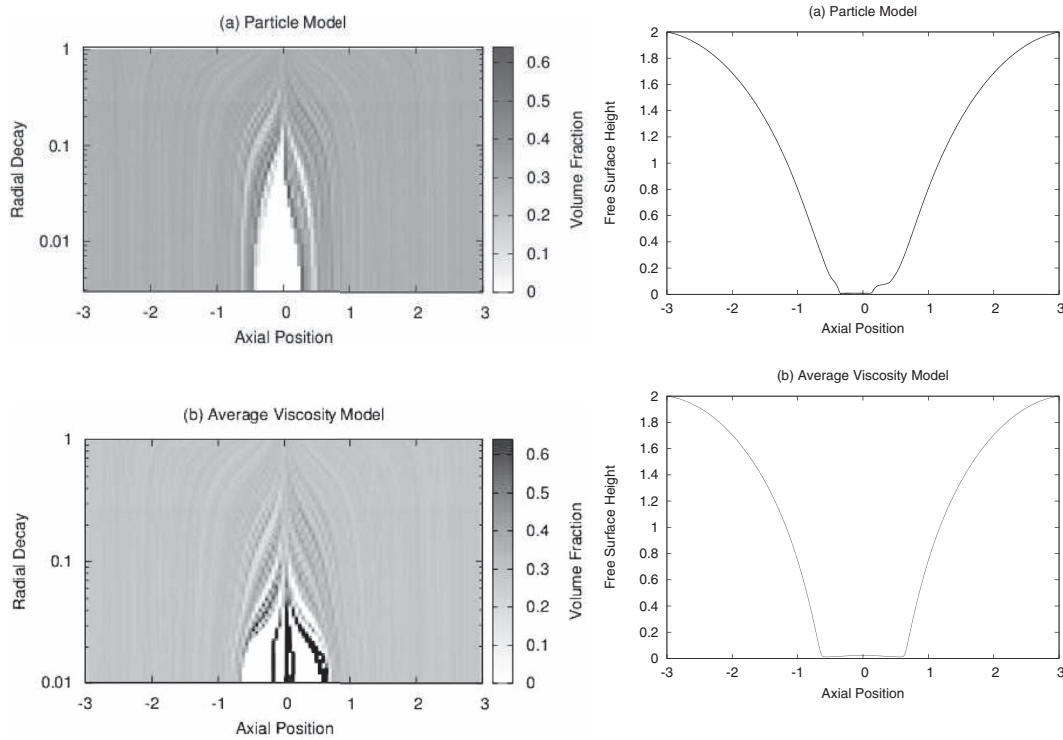 (a) Particle Model
1
0.1
0.01
Radial Decay
-3 -2 -1 0 1 2 3
Axial Position
0.6
0.5
0.4
0.3
0.2
0.1
0
Volume Fraction
(a) Particle Model
2
1.8
1.6
1.4
1.2
1
0.8
0.6
0.4
0.2
0
Free Surface Height
-3 -2 -1 0 1 2 3
Axial Position
(b) Average Viscosity Model
1
0.1
0.01
Radial Decay
-3 -2 -1 0 1 2 3
Axial Position
0.6
0.5
0.4
0.3
0.2
0.1
0
Volume Fraction
(b) Average Viscosity Model
2
1.8
1.6
1.4
1.2
1
0.8
0.6
0.4
0.2
0
Free Surface Height
-3 -2 -1 0 1 2 3
Axial Position